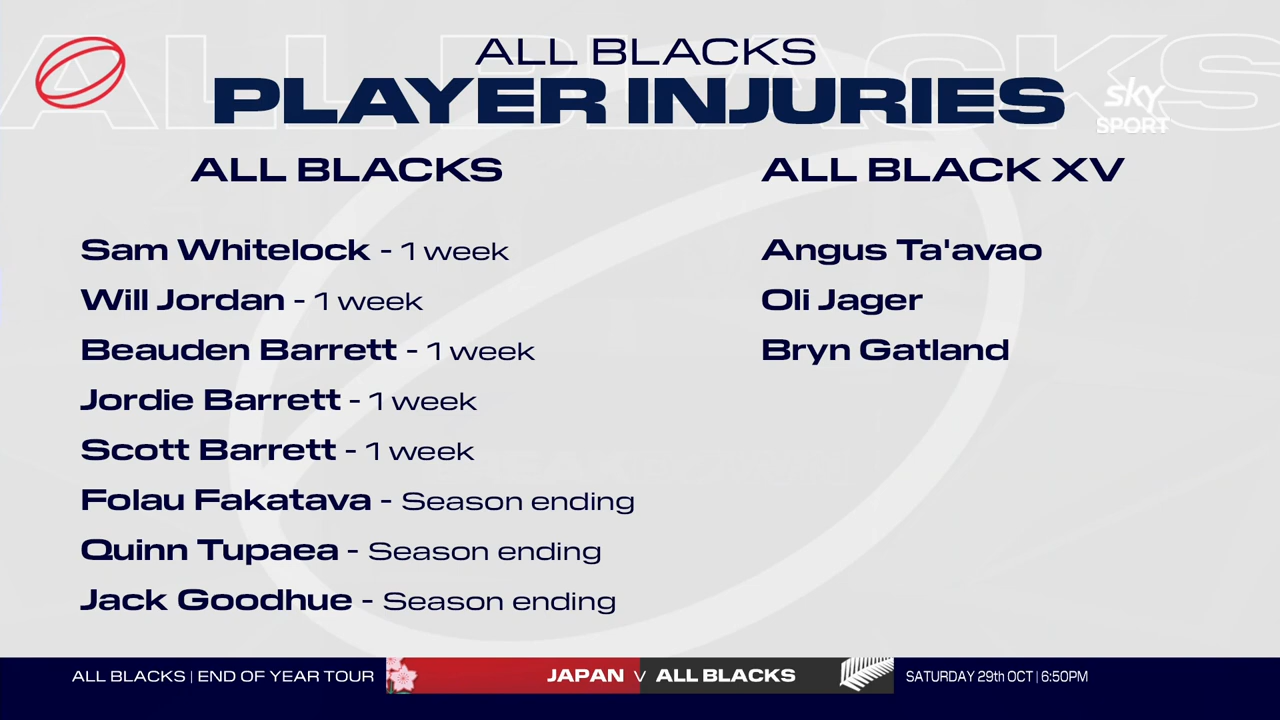 ALL BLACKS
ALL BLACKS
PLAYER INJURIES
sky
SPORT
ALL BLACKS
Sam Whitelock - 1 week
Will Jordan - 1 week
Beauden Barrett - 1 week
Jordie Barrett - 1 week
Scott Barrett - 1 week
Folau Fakatava - Season ending
Quinn Tupaea - Season ending
Jack Goodhue - Season ending
ALL BLACK XV
Angus Ta'avao
Oli Jager
Bryn Gatland
ALL BLACKS | END OF YEAR TOUR
JAPAN V ALL BLACKS
SATURDAY 29th OCT | 6:50PM